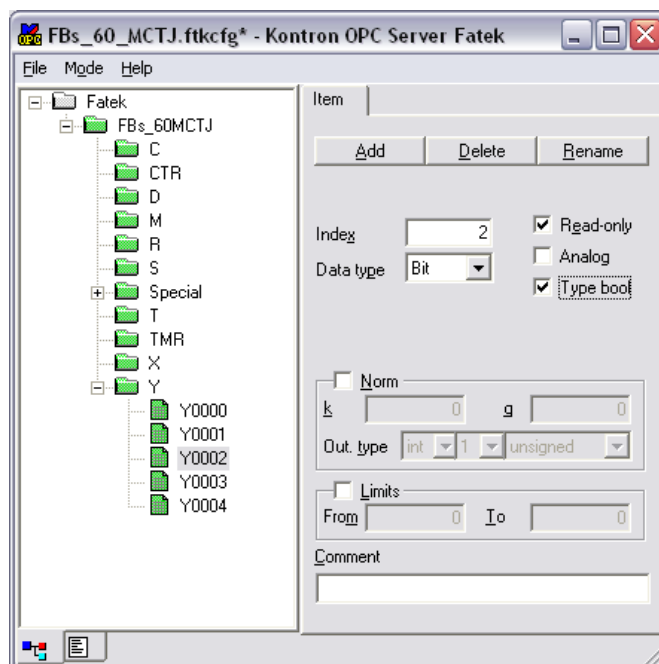 OPC FBs_60_MCTJ.ftkcfg* - Kontron OPC Server Fatek
File Mode Help
Fatek
FBs_60MCTJ
C
CTR
D
M
R
S
Special
T
TMR
X
Y
Y0000
Y0001
Y0002
Y0003
Y0004
Item
Add Delete Rename
Index 2
Read-only
Data type Bit
Analog
Type bool
Norm
k 0 g 0
Out. type int 1 unsigned
Limits
From 0 To 0
Comment